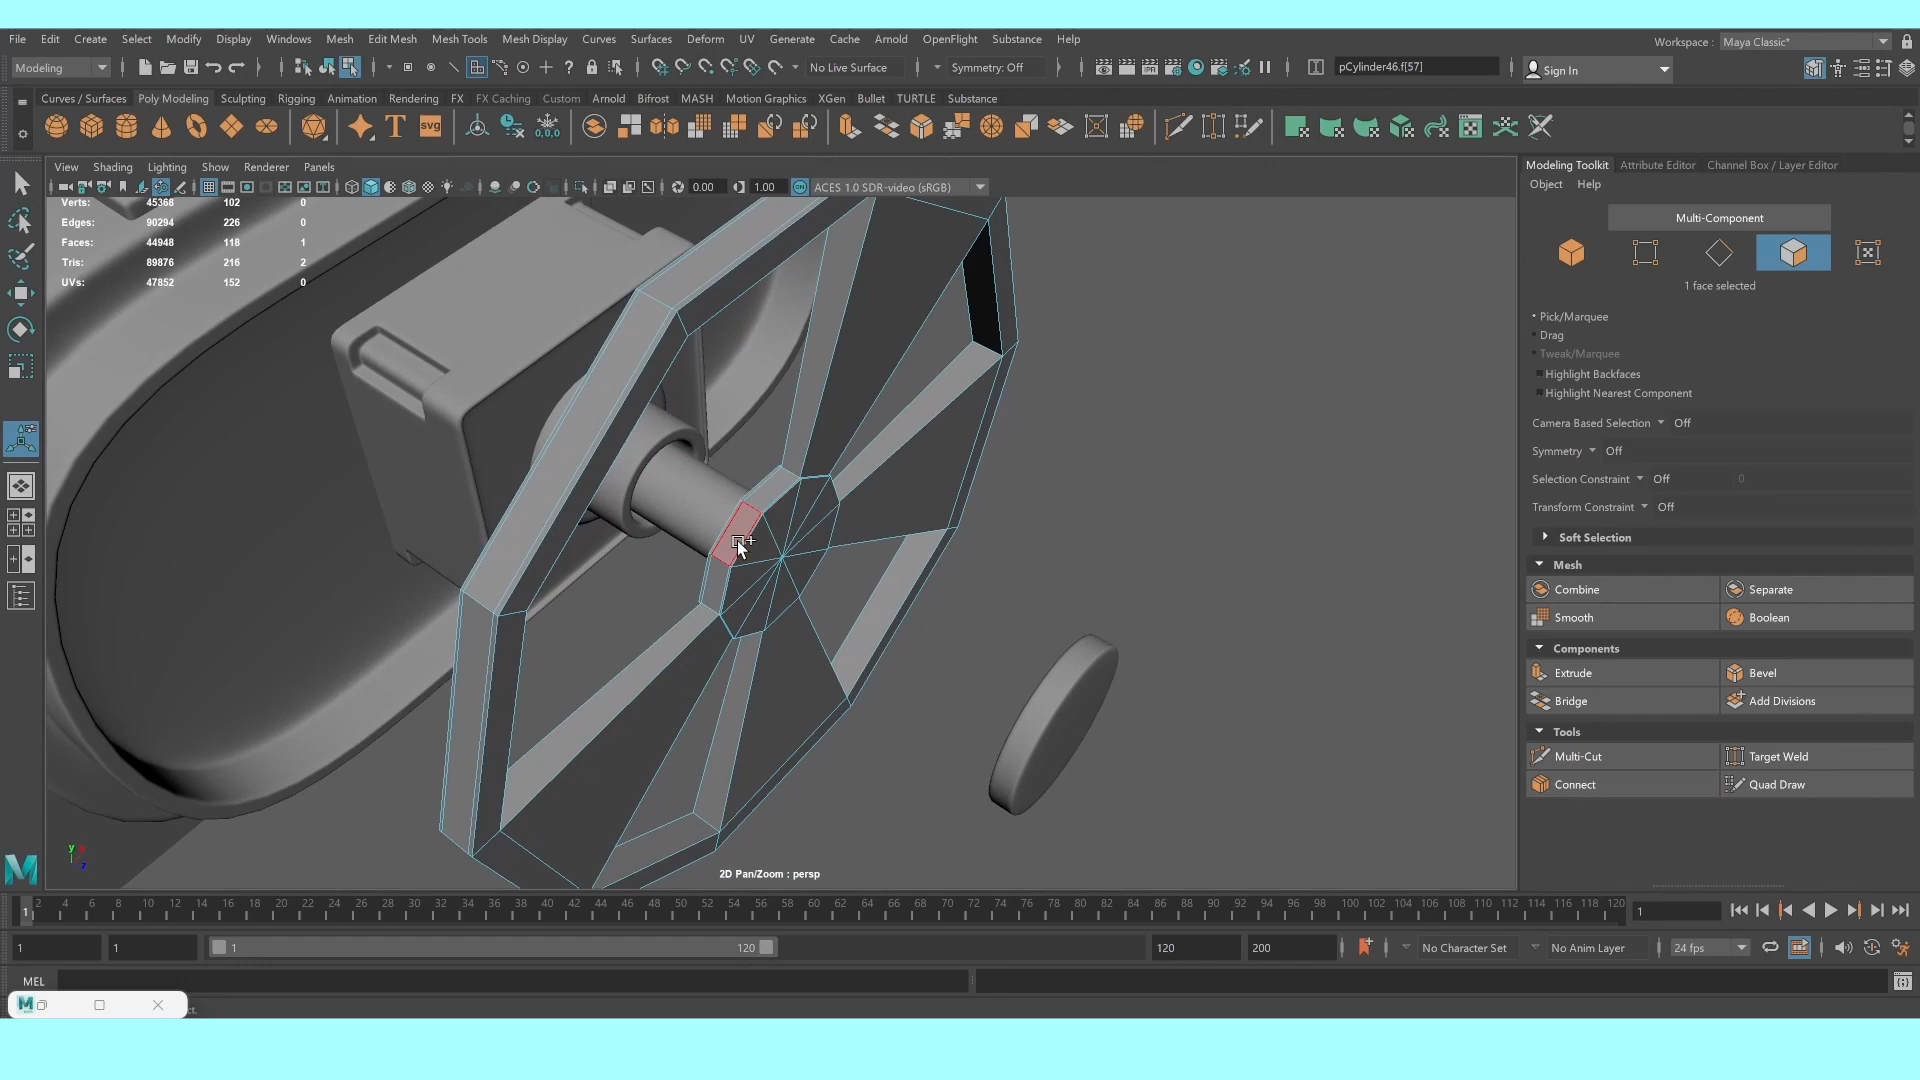 File Edit Create Select Modify Display Windows Mesh Edit Mesh Mesh Tools Mesh Display Curves Surfaces Deform UV Generate Cache Arnold OpenFlight Substance Help
Workspace : Maya Classic*
Modeling No Live Surface Symmetry: Off pCylinder46.f[57] Sign In
Curves / Surfaces Poly Modeling Sculpting Rigging Animation Rendering FX FX Caching Custom Arnold Bifrost MASH Motion Graphics XGen Bullet TURTLE Substance
svg 0,0,0 IPR
View Shading Lighting Show Renderer Panels
0.00 1.00 ACES 1.0 SDR-video (sRGB)
Verts: 45368 102 0
Edges: 90294 226 0
Faces: 44948 118 1
Tris: 89876 216 2
UVs: 47852 152 0
y
z
2D Pan/Zoom : persp
Modeling Toolkit Attribute Editor Channel Box / Layer Editor
Object Help
Multi-Component
1 face selected
Pick/Marquee
Drag
Tweak/Marquee
Highlight Backfaces
Highlight Nearest Component
Camera Based Selection Off
Symmetry Off
Selection Constraint Off 0
Transform Constraint Off
Soft Selection
Mesh
Combine Separate
Smooth Boolean
Components
Extrude Bevel
Bridge Add Divisions
Tools
Multi-Cut Target Weld
Connect Quad Draw
1 2 4 6 8 10 12 14 16 18 20 22 24 26 28 30 32 34 36 38 40 42 44 46 48 50 52 54 56 58 60 62 64 66 68 70 72 74 76 78 80 82 84 86 88 90 92 94 96 98 100 102 104 106 108 110 112 114 116 118 120 1
1 1 1 120 120 200 No Character Set No Anim Layer 24 fps
MEL
M
ct.